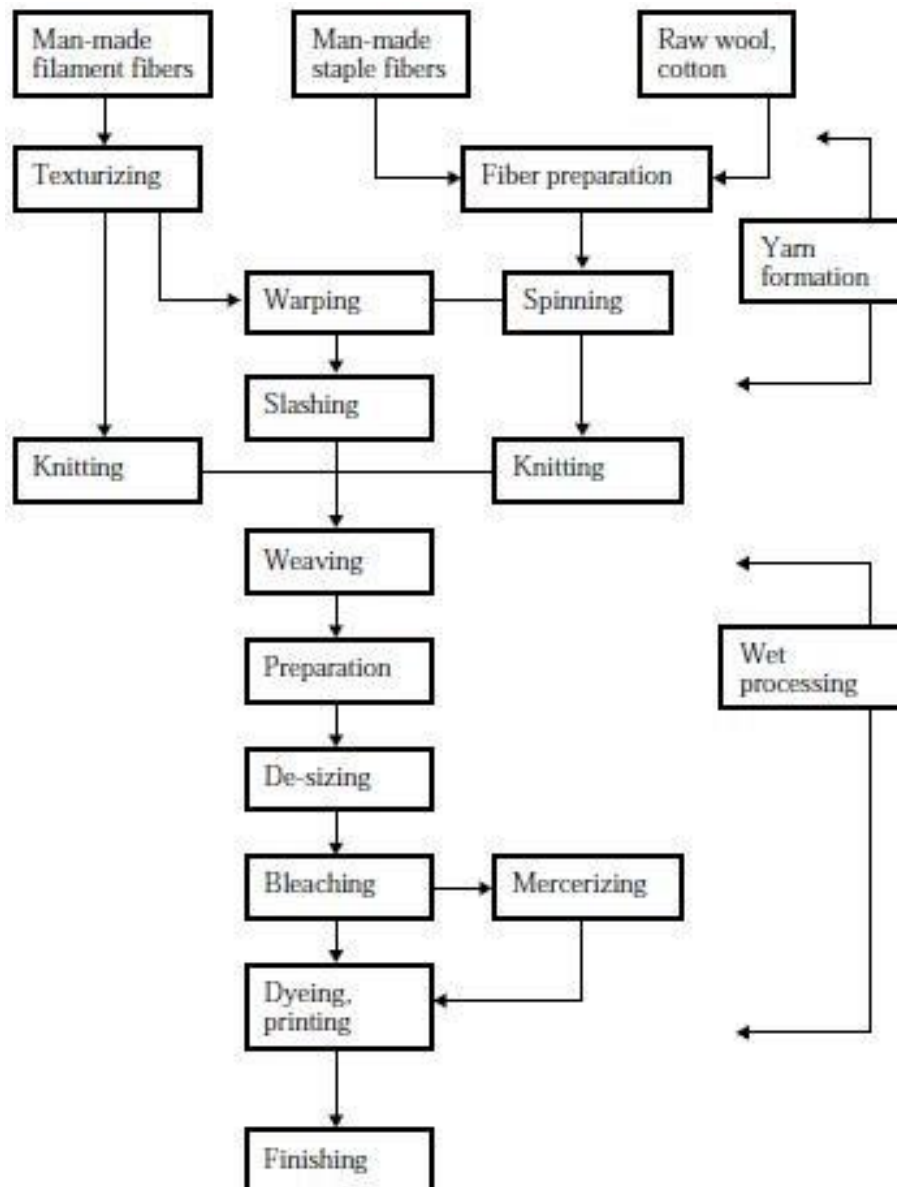 Man-made
filament fibers
Man-made
staple fibers
Raw wool,
cotton
Texturizing
Fiber preparation
Yarn
formation
Warping
Spinning
Slashing
Knitting
Knitting
Weaving
Preparation
Wet
processing
De-sizing
Bleaching
Mercerizing
Dyeing,
printing
Finishing